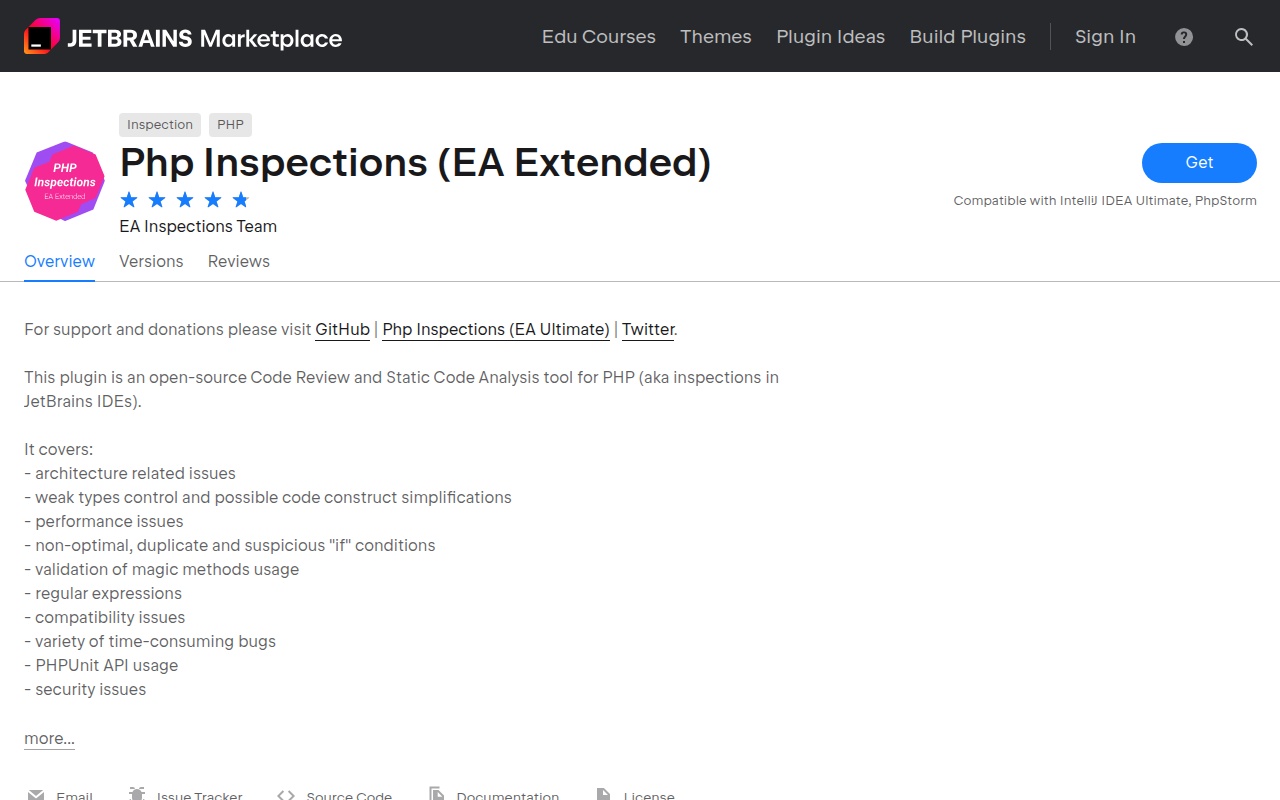 JETBRAINS Marketplace
Edu Courses Themes Plugin Ideas Build Plugins Sign In
Inspection PHP
PHP
Inspections
EA Extended
Php Inspections (EA Extended)
Get
Compatible with IntelliJ IDEA Ultimate, PhpStorm
EA Inspections Team
Overview Versions Reviews
For support and donations please visit GitHub | Php Inspections (EA Ultimate) | Twitter.
This plugin is an open-source Code Review and Static Code Analysis tool for PHP (aka inspections in
JetBrains IDEs).
It covers:
- architecture related issues
- weak types control and possible code construct simplifications
- performance issues
- non-optimal, duplicate and suspicious "if" conditions
- validation of magic methods usage
- regular expressions
- compatibility issues
- variety of time-consuming bugs
- PHPUnit API usage
- security issues
more...
Email Issue Tracker Source Code Documentation License